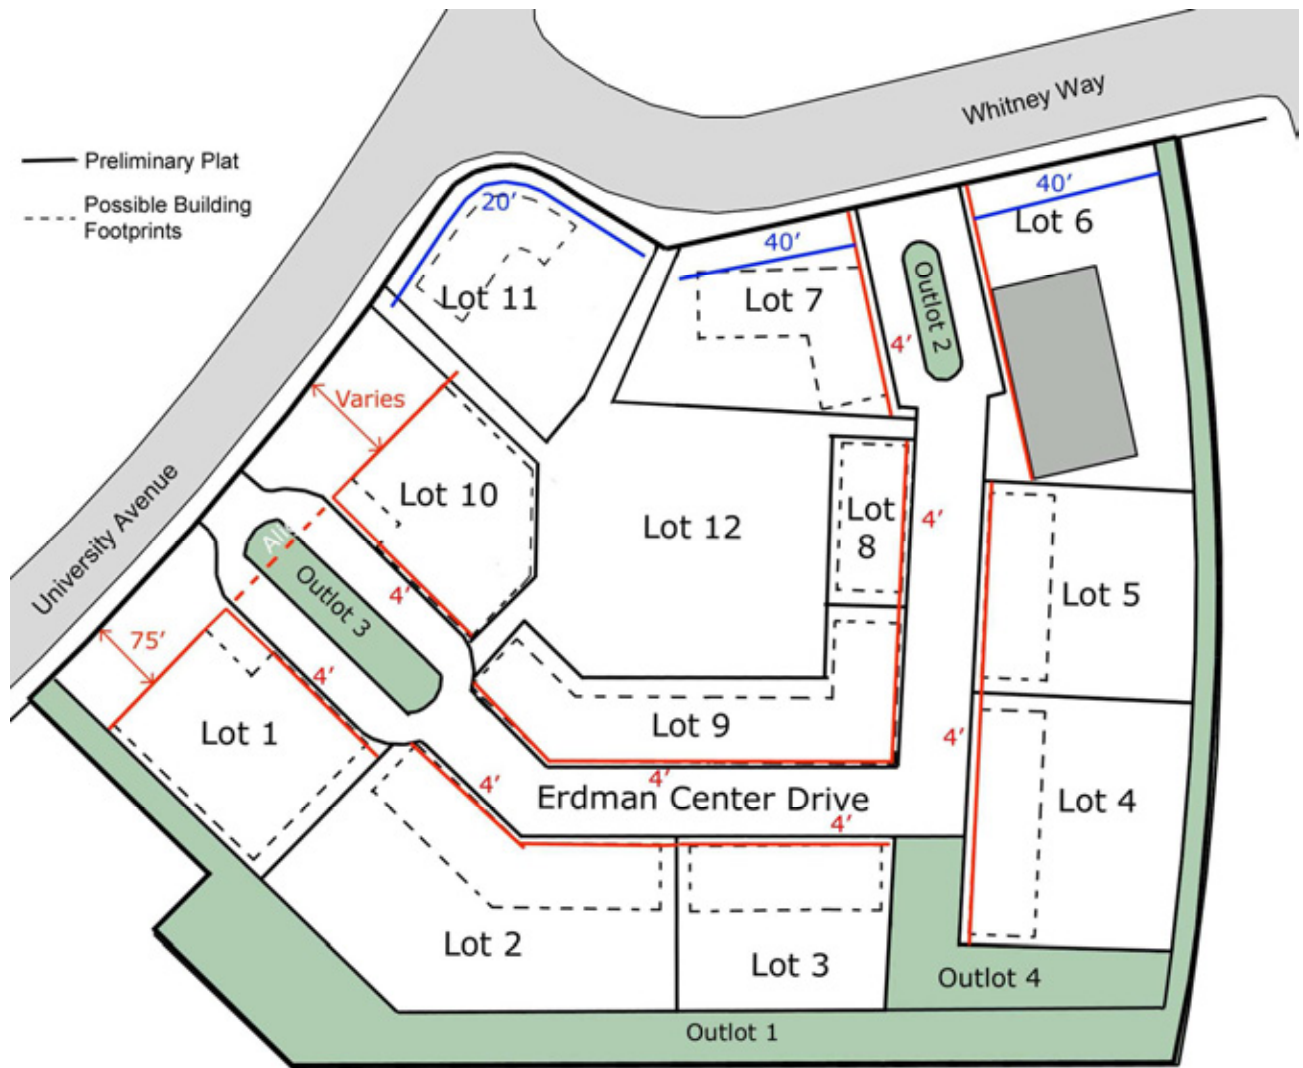 Whitney Way
Preliminary Plat
Possible Building
Footprints
20'
40'
Lot 6
40'
Lot 11
Lot 7
Outlot 2
4'
Varies
Lot 10
Lot 12
Lot
8
4'
University Avenue
All
Outlot 3
4'
Lot 5
75'
4'
Lot 1
Lot 9
4'
4'
4'
Erdman Center Drive
Lot 4
4'
Lot 2
Lot 3
Outlot 4
Outlot 1